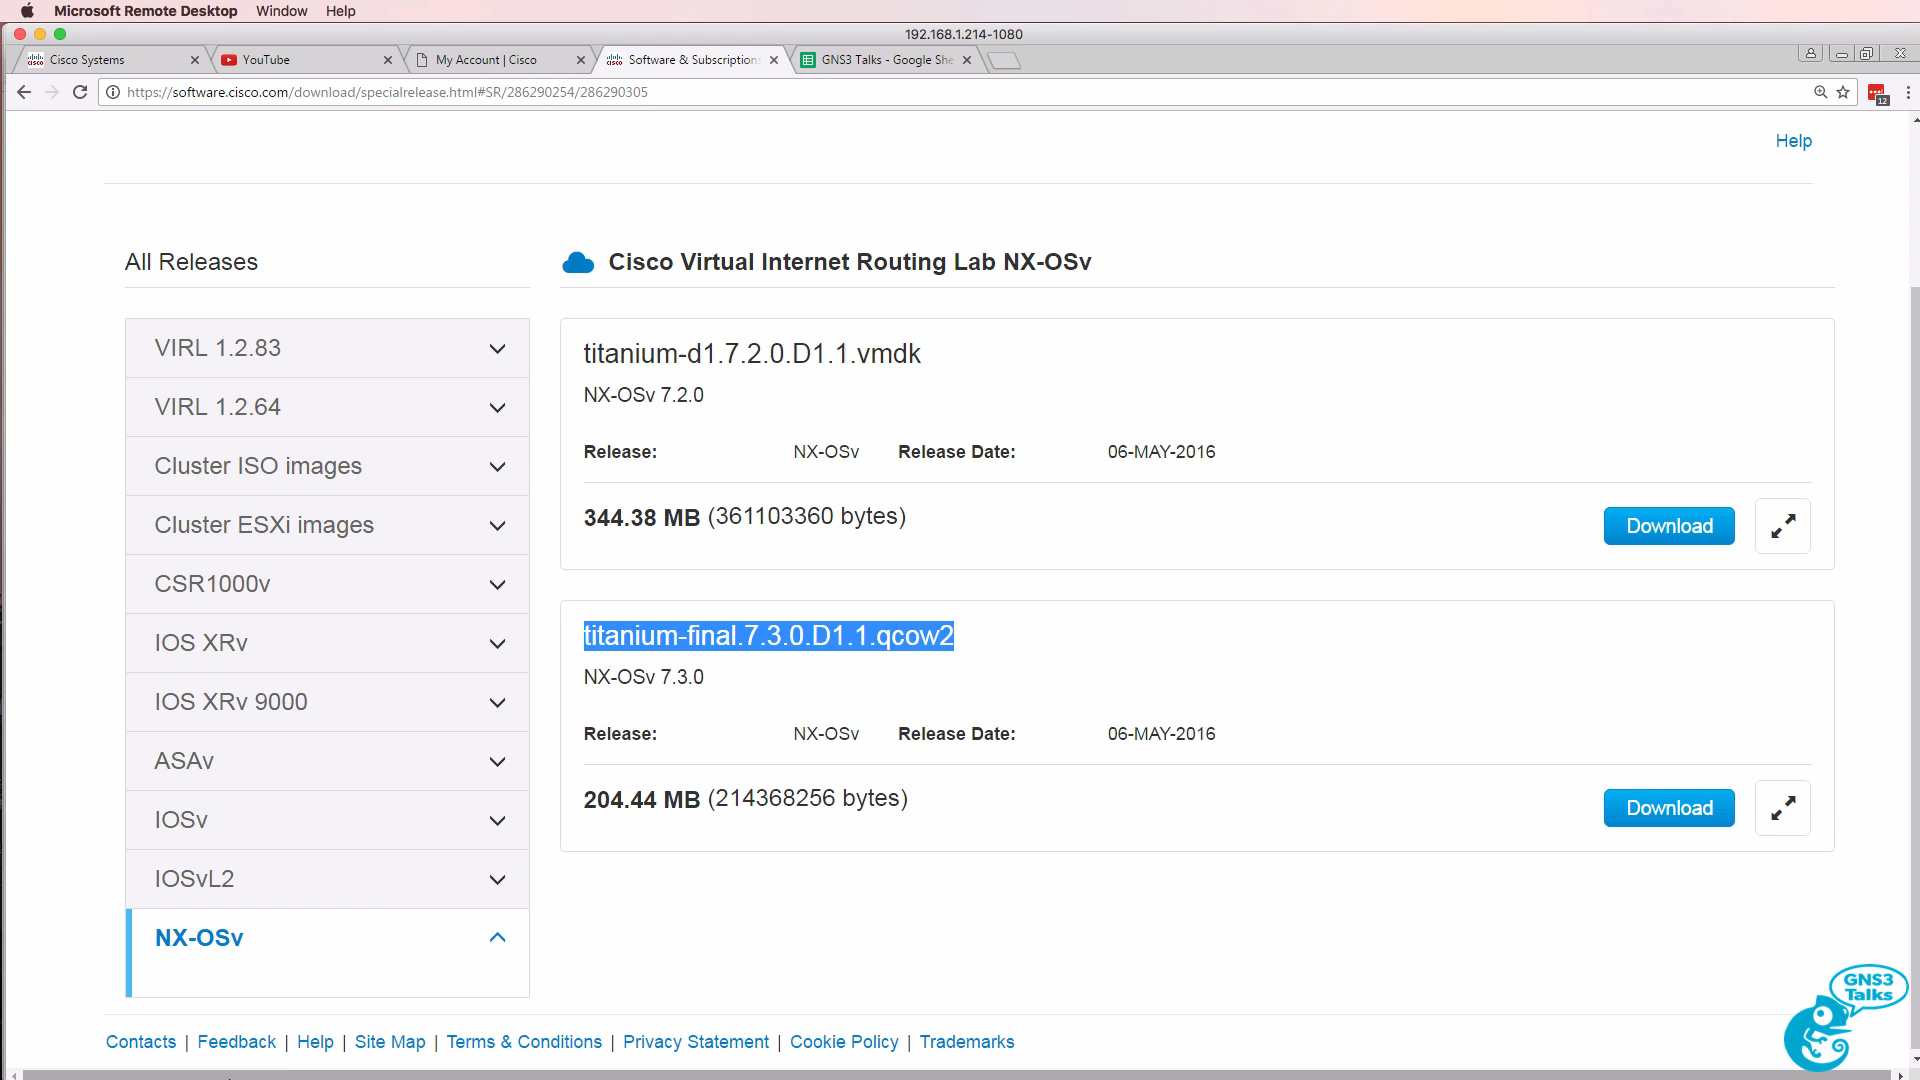 Microsoft Remote Desktop Window Help
192.168.1.214-1080
Cisco Systems
YouTube
My Account | Cisco
Software & Subscription
GNS3 Talks - Google She
https://software.cisco.com/download/specialrelease.html#SR/286290254/286290305
12
Help
All Releases
VIRL 1.2.83
VIRL 1.2.64
Cluster ISO images
Cluster ESXi images
CSR1000v
IOS XRv
IOS XRv 9000
ASAv
IOSv
IOSvL2
NX-OSv
Cisco Virtual Internet Routing Lab NX-OSv
titanium-d1.7.2.0.D1.1.vmdk
NX-OSv 7.2.0
Release: NX-OSv Release Date: 06-MAY-2016
344.38 MB (361103360 bytes)
Download
titanium-final.7.3.0.D1.1.qcow2
NX-OSv 7.3.0
Release: NX-OSv Release Date: 06-MAY-2016
204.44 MB (214368256 bytes)
Download
GNS3
Talks
Contacts | Feedback | Help | Site Map | Terms & Conditions | Privacy Statement | Cookie Policy | Trademarks